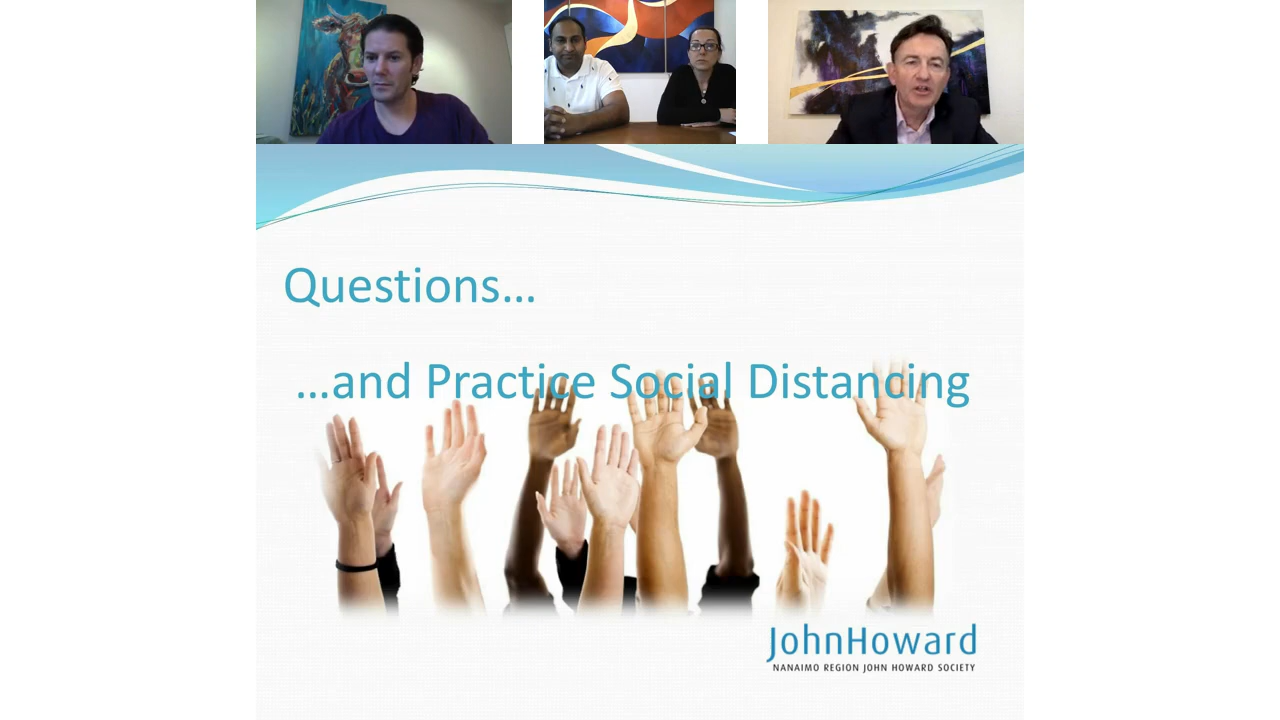 Questions…
…and Practice Social Distancing
JohnHoward
NANAIMO REGION JOHN HOWARD SOCIETY